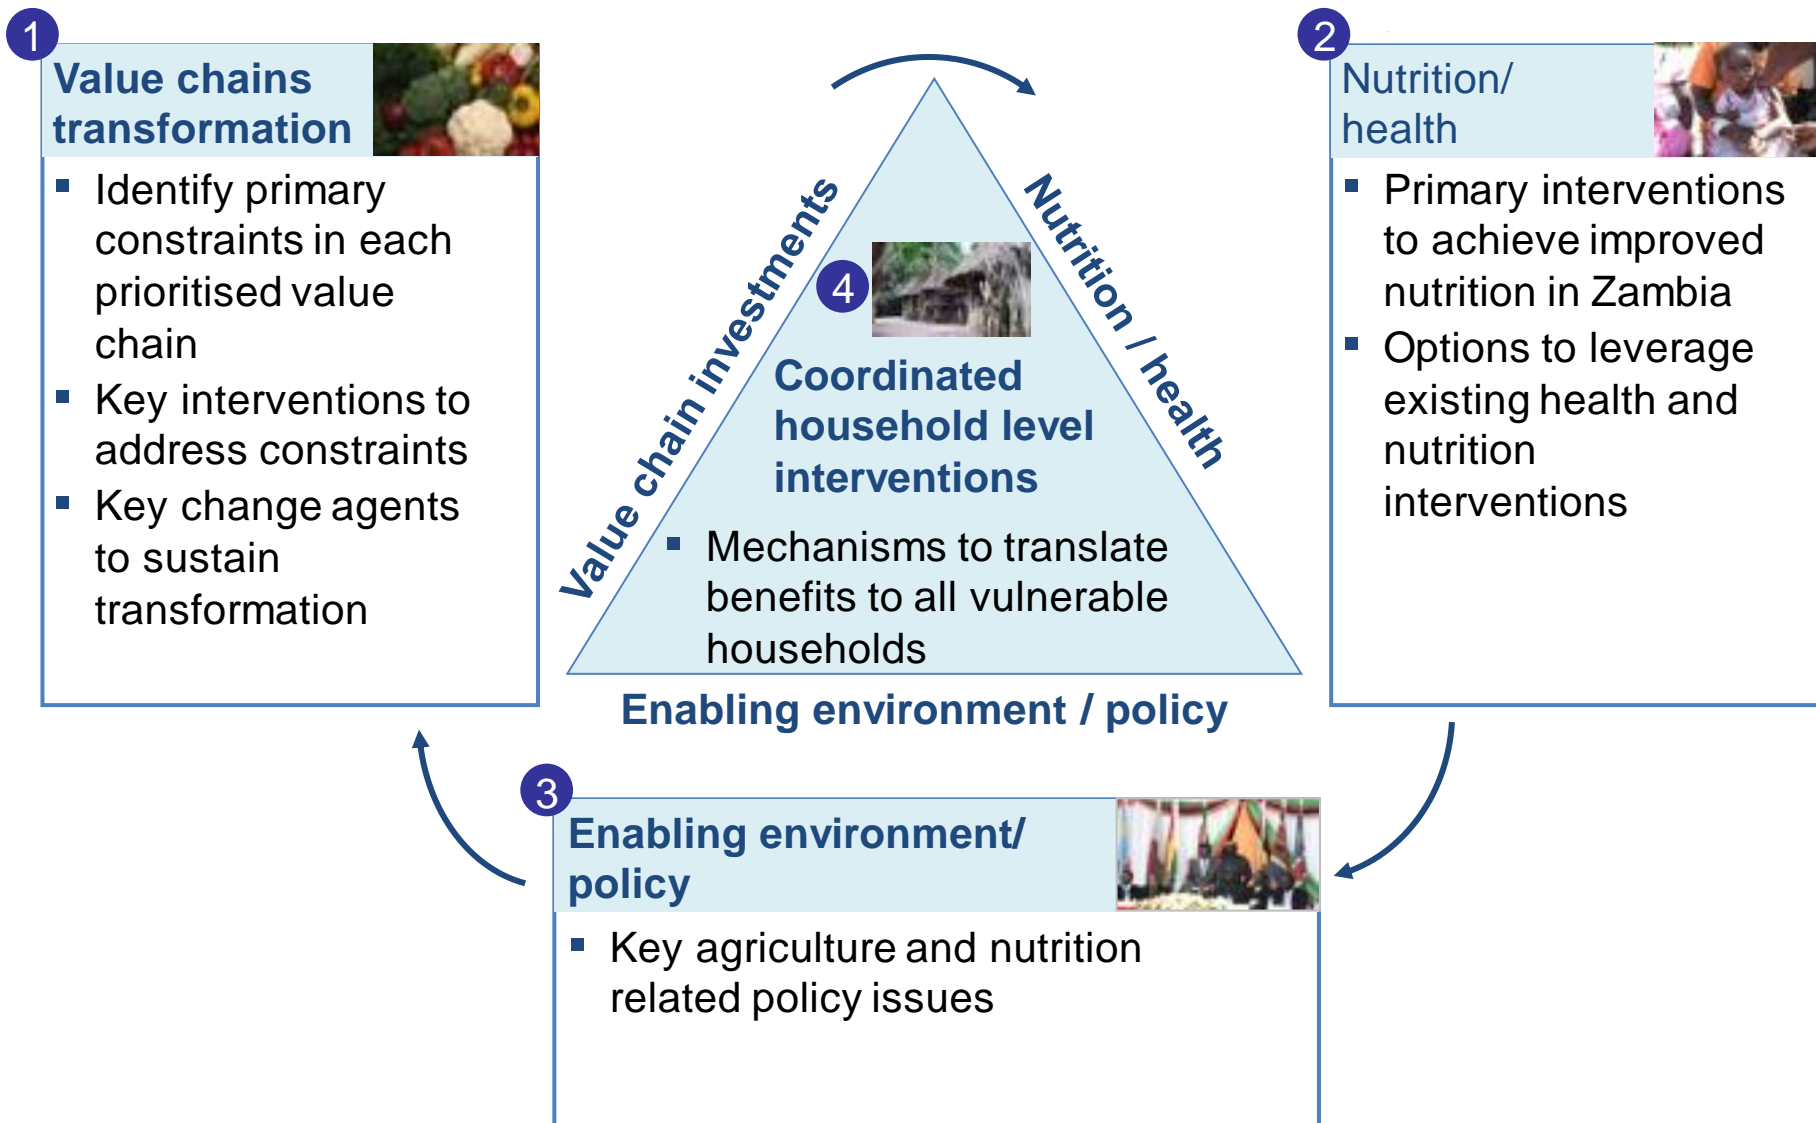 1
Value chains
transformation
▪ Identify primary
constraints in each
prioritised value
chain
▪ Key interventions to
address constraints
▪ Key change agents
to sustain
transformation
Value chain investments
Nutrition / health
4
Coordinated
household level
interventions
▪ Mechanisms to translate
benefits to all vulnerable
households
Enabling environment / policy
2
Nutrition/
health
▪ Primary interventions
to achieve improved
nutrition in Zambia
▪ Options to leverage
existing health and
nutrition
interventions
3
Enabling environment/
policy
▪ Key agriculture and nutrition
related policy issues